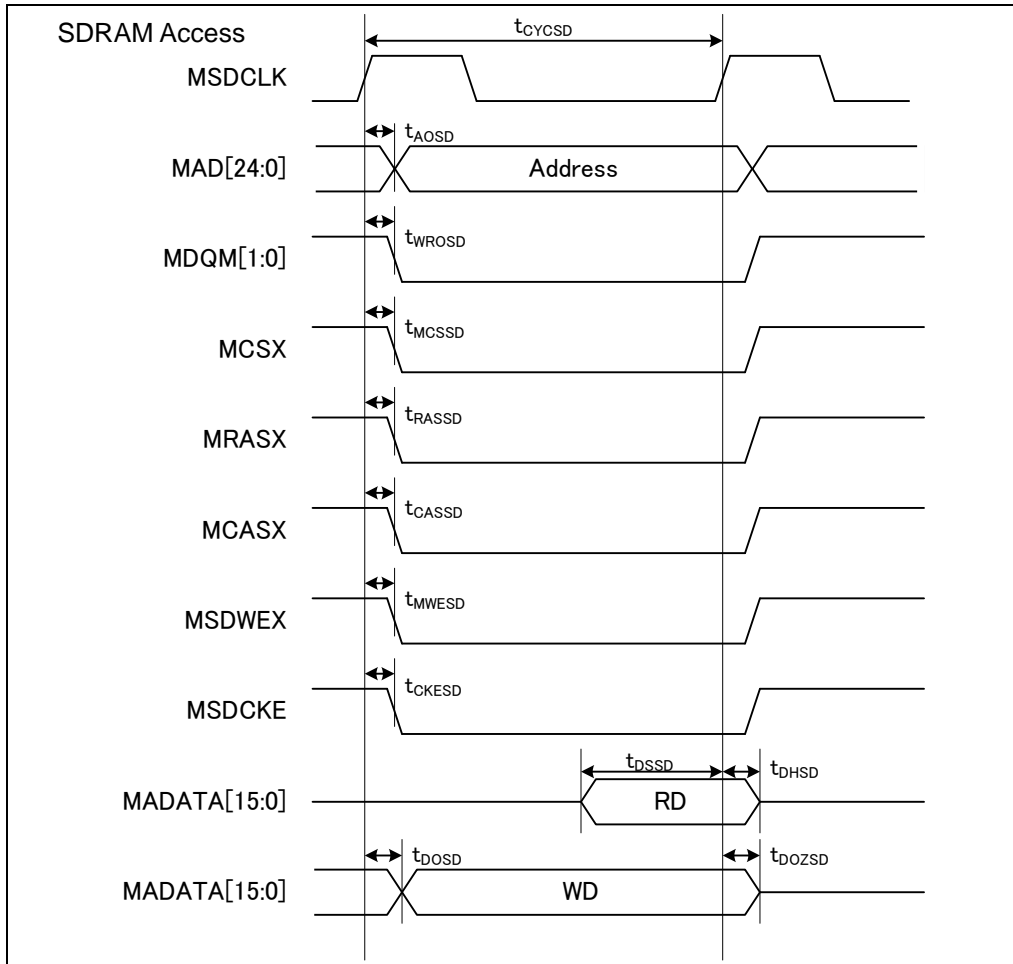 SDRAM Access
tCYCSD
MSDCLK
tAOSD
MAD[24:0]
Address
tWROSD
MDQM[1:0]
tMCSSD
MCSX
tRASSD
MRASX
tCASSD
MCASX
tMWESD
MSDWEX
tCKESD
MSDCKE
tDSSD
tDHSD
MADATA[15:0]
RD
tDOSD
tDOZSD
MADATA[15:0]
WD